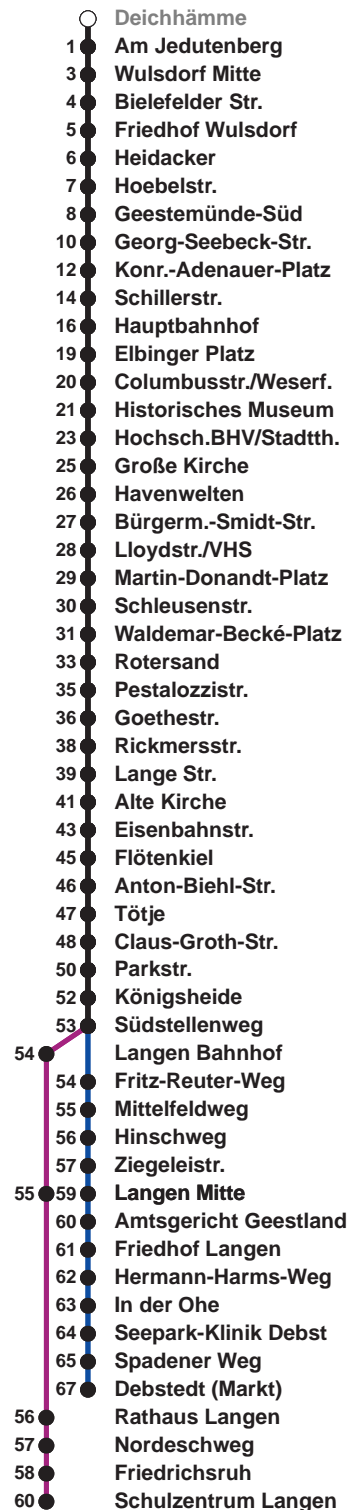 Deichhämme
1 Am Jedutenberg
3 Wulsdorf Mitte
4 Bielefelder Str.
5 Friedhof Wulsdorf
6 Heidacker
7 Hoebelstr.
8 Geestemünde-Süd
10 Georg-Seebeck-Str.
12 Konr.-Adenauer-Platz
14 Schillerstr.
16 Hauptbahnhof
19 Elbinger Platz
20 Columbusstr./Weserf.
21 Historisches Museum
23 Hochsch.BHV/Stadtth.
25 Große Kirche
26 Havenwelten
27 Bürgerm.-Smidt-Str.
28 Lloydstr./VHS
29 Martin-Donandt-Platz
30 Schleusenstr.
31 Waldemar-Becké-Platz
33 Rotersand
35 Pestalozzistr.
36 Goethestr.
38 Rickmersstr.
39 Lange Str.
41 Alte Kirche
43 Eisenbahnstr.
45 Flötenkiel
46 Anton-Biehl-Str.
47 Tötje
48 Claus-Groth-Str.
50 Parkstr.
52 Königsheide
53 Südstellenweg
54 Langen Bahnhof
54 Fritz-Reuter-Weg
55 Mittelfeldweg
56 Hinschweg
57 Ziegeleistr.
55 59 Langen Mitte
60 Amtsgericht Geestland
61 Friedhof Langen
62 Hermann-Harms-Weg
63 In der Ohe
64 Seepark-Klinik Debst
65 Spadener Weg
67 Debstedt (Markt)
56 Rathaus Langen
57 Nordeschweg
58 Friedrichsruh
60 Schulzentrum Langen